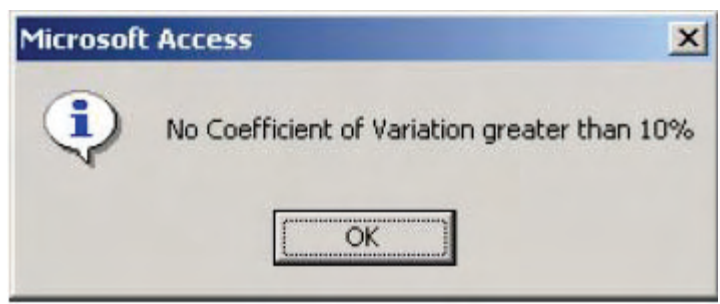 Microsoft Access
No Coefficient of Variation greater than 10%
OK